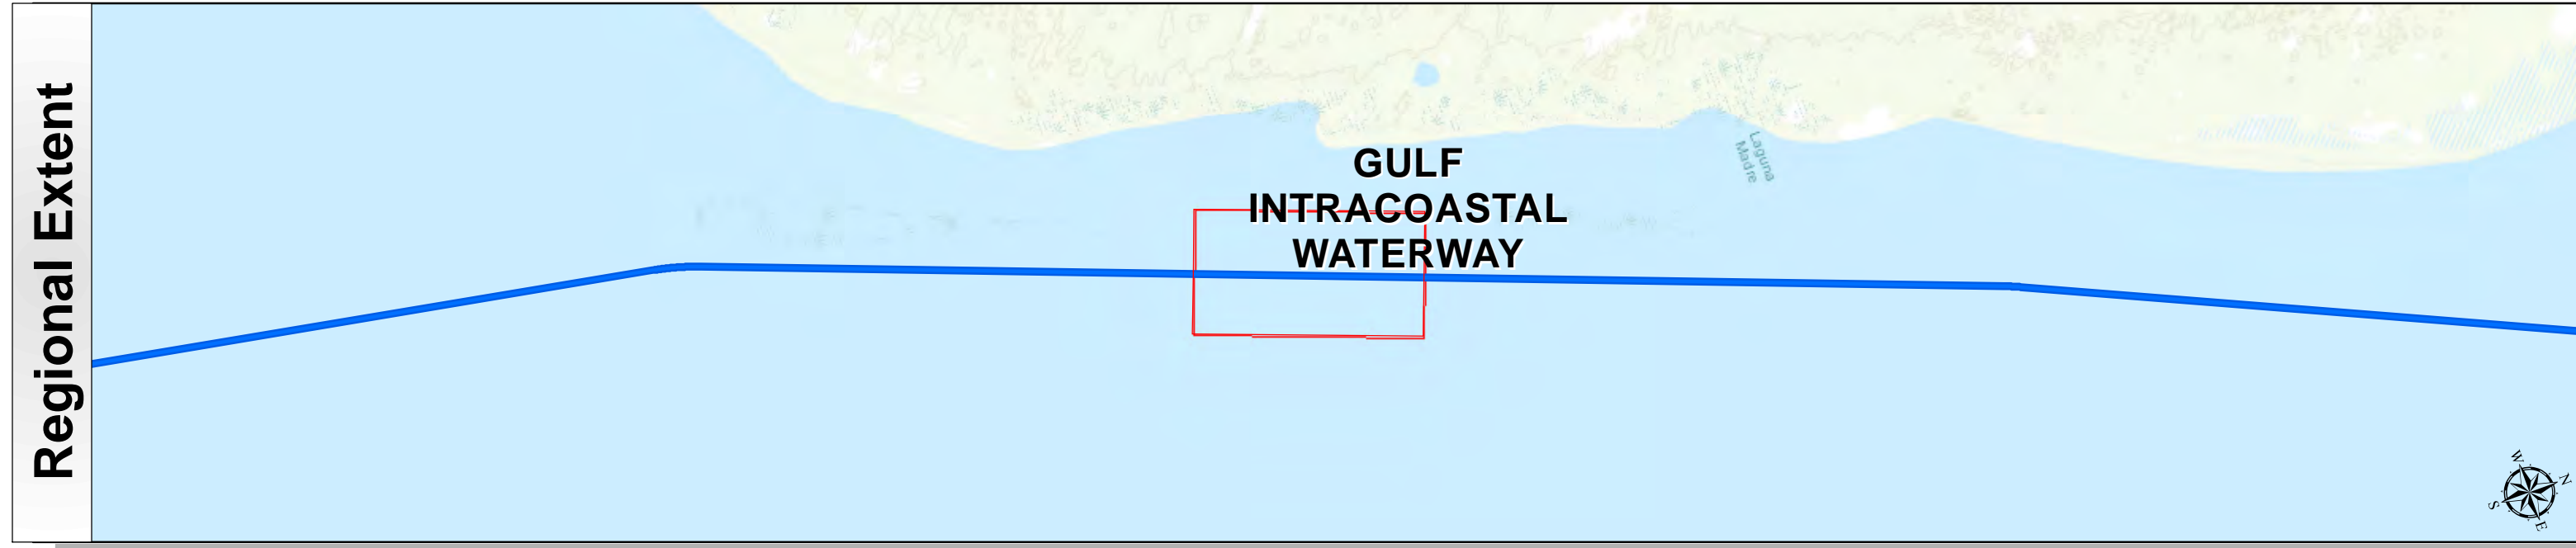 Regional Extent
GULF
INTRACOASTAL
WATERWAY
Laguna
Madre
W
N
S
E